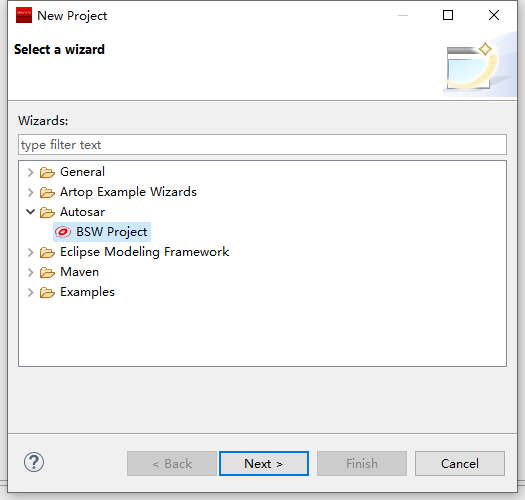 New Project
Select a wizard
Wizards:
type filter text
General
Artop Example Wizards
Autosar
BSW Project
Eclipse Modeling Framework
Maven
Examples
?
< Back
Next >
Finish
Cancel